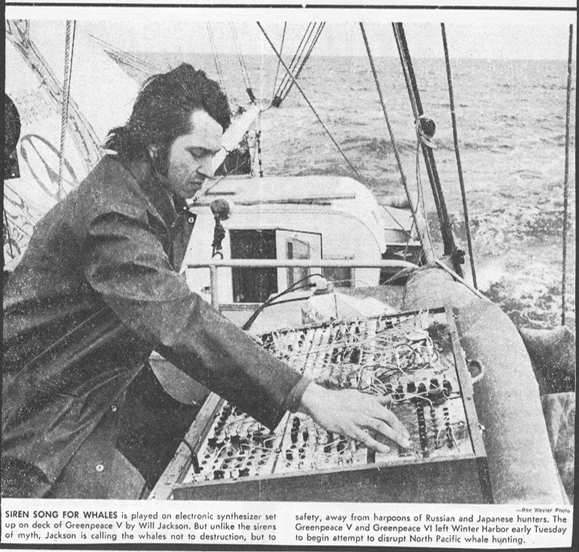 —Rex Weyler Photo
SIREN SONG FOR WHALES is played on electronic synthesizer set
up on deck of Greenpeace V by Will Jackson. But unlike the sirens
of myth, Jackson is calling the whales not to destruction, but to
safety, away from harpoons of Russian and Japanese hunters. The
Greenpeace V and Greenpeace VI left Winter Harbor early Tuesday
to begin attempt to disrupt North Pacific whale hunting.